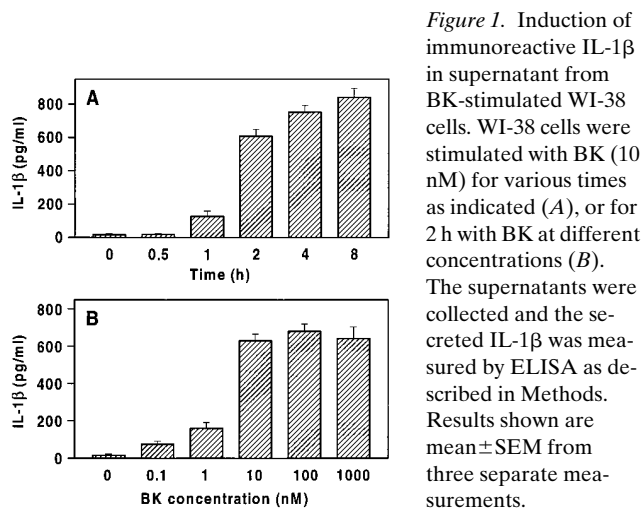 A
IL-1β (pg/ml)
800
600
400
200
0
0 0.5 1 2 4 8
Time (h)
B
IL-1β (pg/ml)
800
600
400
200
0
0 0.1 1 10 100 1000
BK concentration (nM)
Figure 1. Induction of
immunoreactive IL-1β
in supernatant from
BK-stimulated WI-38
cells. WI-38 cells were
stimulated with BK (10
nM) for various times
as indicated (A), or for
2 h with BK at different
concentrations (B).
The supernatants were
collected and the se-
creted IL-1β was mea-
sured by ELISA as de-
scribed in Methods.
Results shown are
mean±SEM from
three separate mea-
surements.